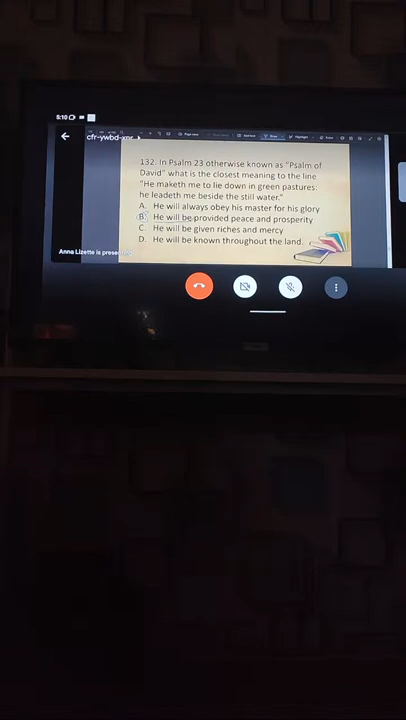 5:10
cfr-ywbd-xnr
132. In Psalm 23 otherwise known as "Psalm of
David" what is the closest meaning to the line
"He maketh me to lie down in green pastures:
he leadeth me beside the still water."
A. He will always obey his master for his glory
B. He will be provided peace and prosperity
C. He will be given riches and mercy
D. He will be known throughout the land.
Anna Lizette is presenting